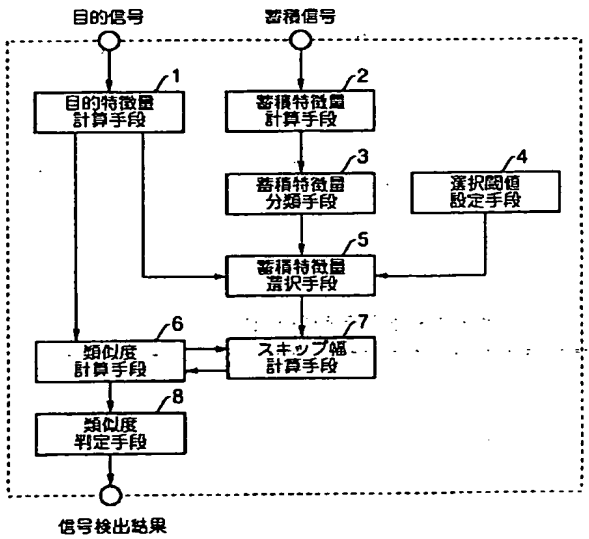 目的信号
蓄積信号
1
目的特徴量
計算手段
2
蓄積特徴量
計算手段
3
蓄積特徴量
分類手段
4
選択閾値
設定手段
5
蓄積特徴量
選択手段
6
類似度
計算手段
7
スキップ幅
計算手段
8
類似度
判定手段
信号検出結果